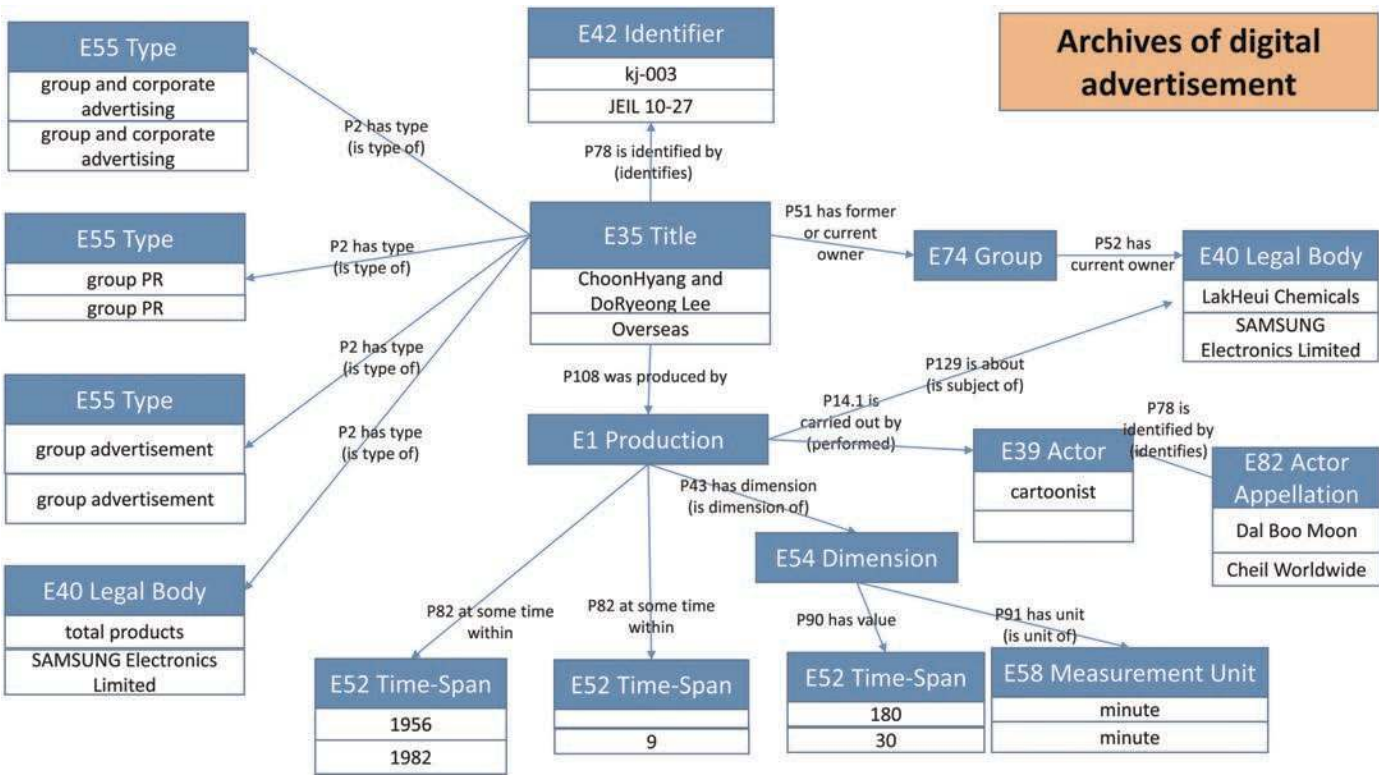 E55 Type
group and corporate
advertising
group and corporate
advertising
E42 Identifier
kj-003
JEIL 10-27
Archives of digital
advertisement
P2 has type
(is type of)
P78 is identified by
(identifies)
E55 Type
group PR
group PR
P2 has type
(is type of)
E35 Title
ChoonHyang and
DoRyeong Lee
Overseas
P51 has former
or current
owner
E74 Group
P52 has
current owner
E40 Legal Body
LakHeui Chemicals
SAMSUNG
Electronics Limited
P2 has type
(is type of)
P108 was produced by
P129 is about
(is subject of)
E55 Type
group advertisement
group advertisement
P2 has type
(is type of)
E1 Production
P14.1 is
carried out by
(performed)
E39 Actor
cartoonist
P78 is
identified by
(identifies)
E82 Actor
Appellation
Dal Boo Moon
Cheil Worldwide
P43 has dimension
(is dimension of)
E54 Dimension
E40 Legal Body
total products
SAMSUNG Electronics
Limited
P82 at some time
within
P82 at some time
within
P90 has value
P91 has unit
(is unit of)
E52 Time-Span
1956
1982
E52 Time-Span
9
E52 Time-Span
180
30
E58 Measurement Unit
minute
minute